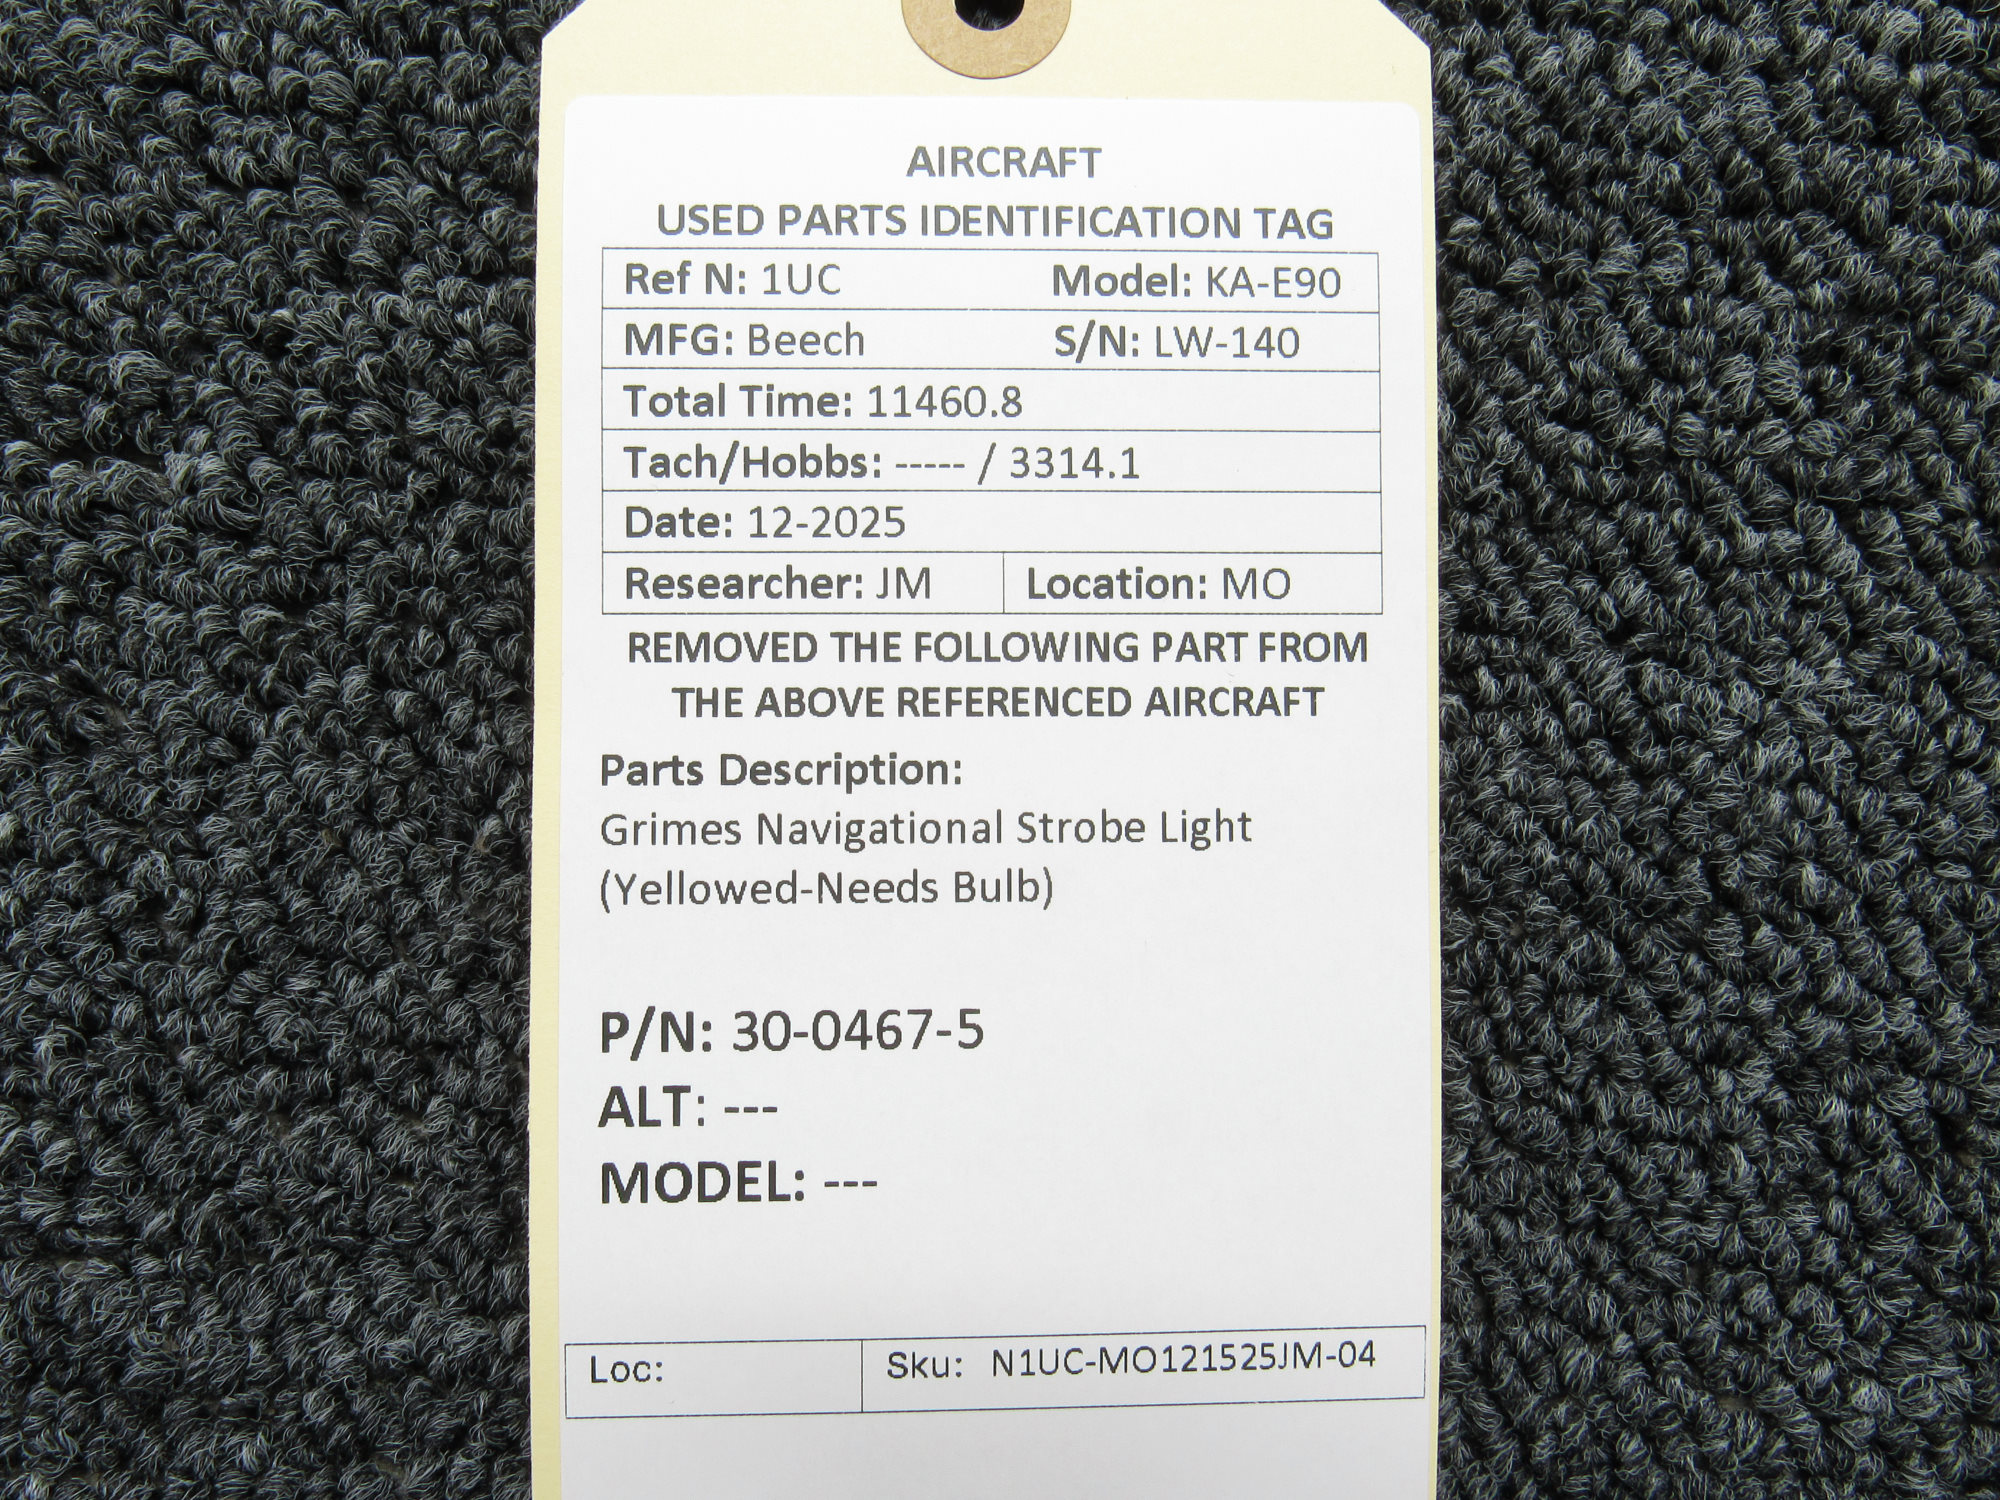 AIRCRAFT
USED PARTS IDENTIFICATION TAG
Ref N: 1UC Model: KA-E90
MFG: Beech S/N: LW-140
Total Time: 11460.8
Tach/Hobbs: ----- / 3314.1
Date: 12-2025
Researcher: JM Location: MO
REMOVED THE FOLLOWING PART FROM
THE ABOVE REFERENCED AIRCRAFT
Parts Description:
Grimes Navigational Strobe Light
(Yellowed-Needs Bulb)
P/N: 30-0467-5
ALT: ---
MODEL: ---
Loc: Sku: N1UC-MO121525JM-04